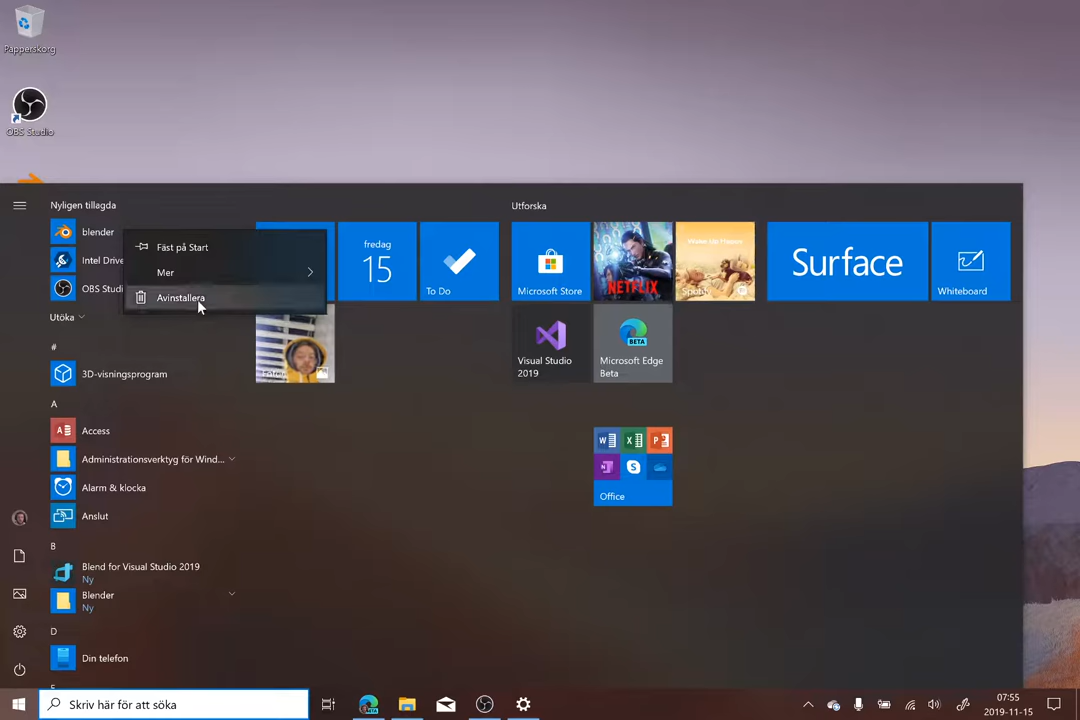 Papperskorg
OBS Studio
Nyligen tillagda
blender
Intel Drive
OBS Studi
Utöka
#
3D-visningsprogram
A
Access
Administrationsverktyg för Wind...
Alarm & klocka
Anslut
B
Blend for Visual Studio 2019
Ny
Blender
Ny
D
Din telefon
Fäst på Start
Mer
Avinstallera
fredag
15
To Do
Utforska
Microsoft Store
NETFLIX
Spotify
Surface
Whiteboard
Visual Studio
2019
BETA
Microsoft Edge
Beta
Office
Skriv här för att söka
BETA
07:55
2019-11-15